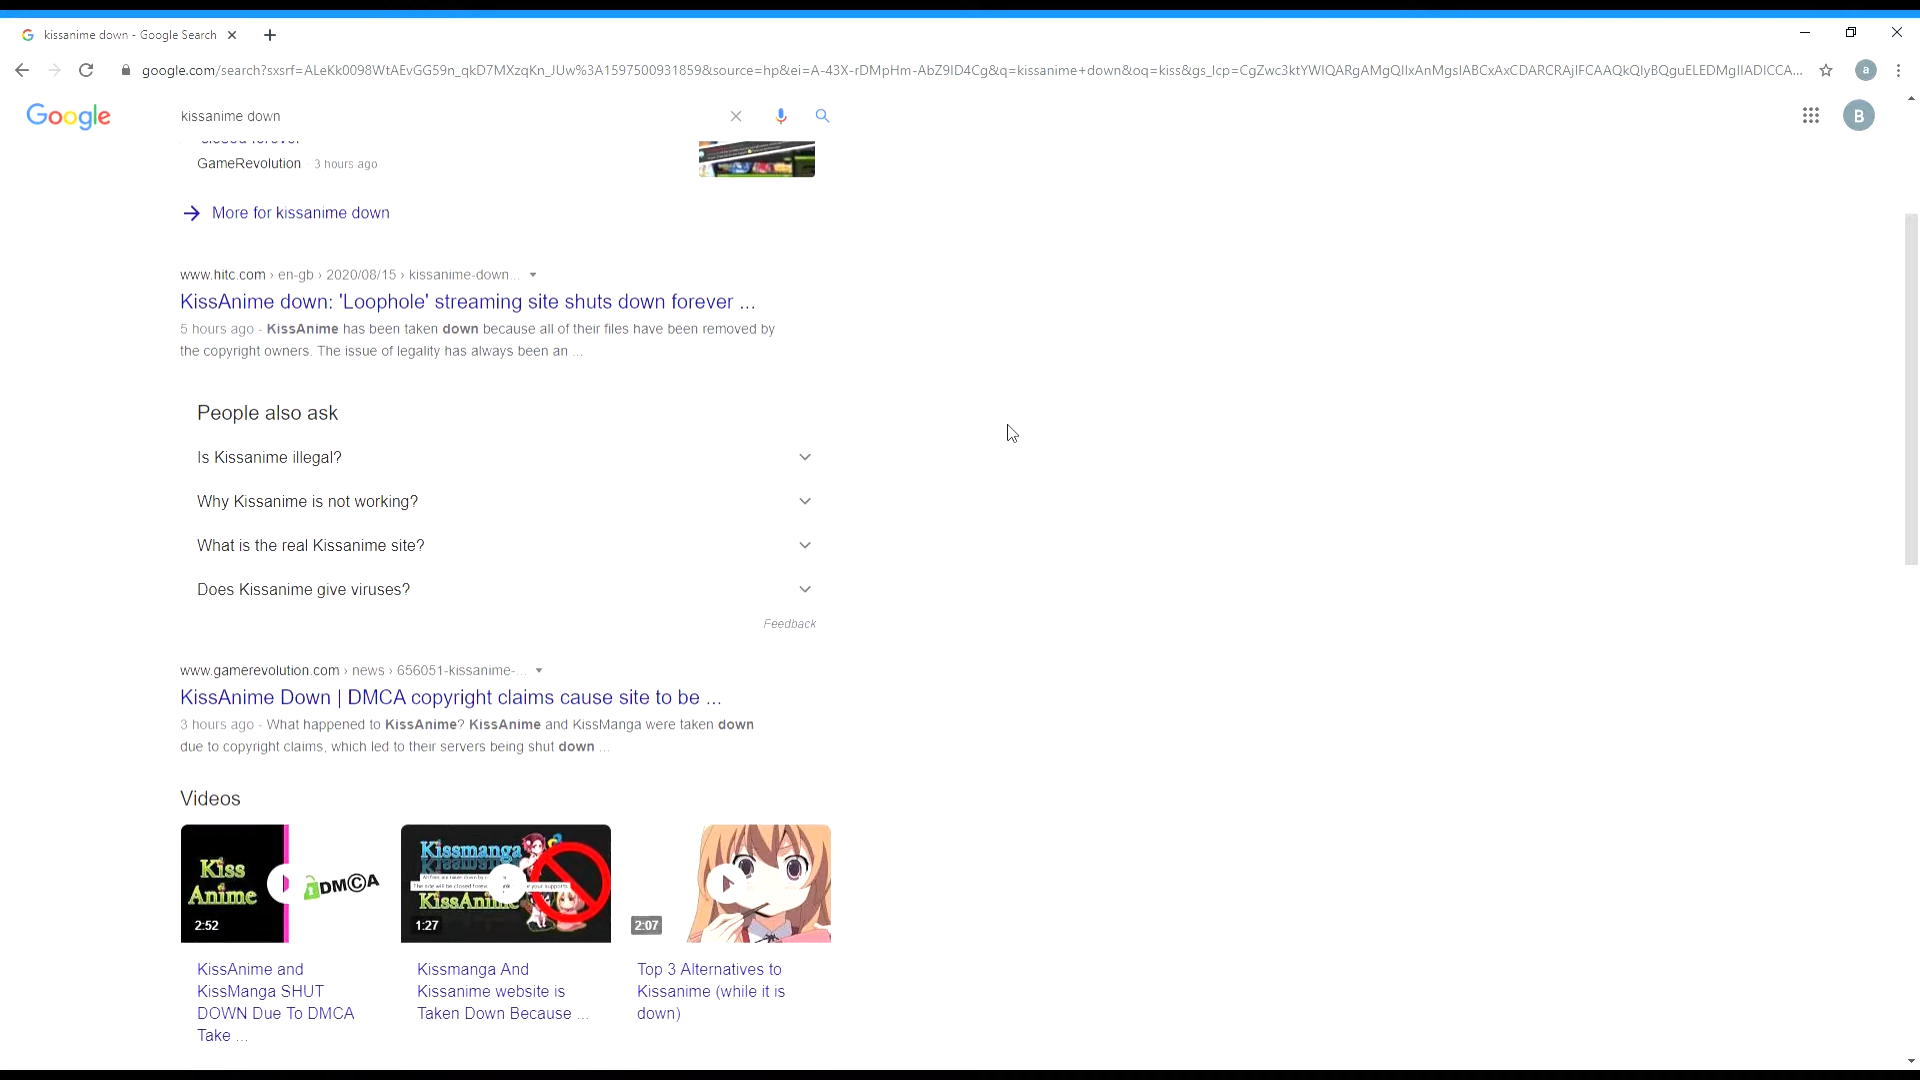 kissanime down - Google Search
google.com/search?sxsrf=ALeKk0098WtAEvGG59n_qkD7MXzqKn_JUw%3A1597500931859&source=hp&ei=A-43X-rDMpHm-AbZ9ID4Cg&q=kissanime+down&oq=kiss&gs_lcp=CgZwc3ktYWIQARgAMgQIIxAnMgsIABCxAxCDARCRAjIFCAAQkQIyBQguELEDMgIIADICCA...
a
Google
kissanime down
B
closed forever
GameRevolution 3 hours ago
More for kissanime down
www.hitc.com › en-gb › 2020/08/15 › kissanime-down...
KissAnime down: 'Loophole' streaming site shuts down forever ...
5 hours ago - KissAnime has been taken down because all of their files have been removed by
the copyright owners. The issue of legality has always been an ...
People also ask
Is Kissanime illegal?
Why Kissanime is not working?
What is the real Kissanime site?
Does Kissanime give viruses?
Feedback
www.gamerevolution.com › news › 656051-kissanime-...
KissAnime Down | DMCA copyright claims cause site to be ...
3 hours ago - What happened to KissAnime? KissAnime and KissManga were taken down
due to copyright claims, which led to their servers being shut down ...
Videos
Kiss
Anime
DMCA
2:52
Kissmanga
KissAnime
1:27
2:07
KissAnime and
KissManga SHUT
DOWN Due To DMCA
Take ...
Kissmanga And
Kissanime website is
Taken Down Because ...
Top 3 Alternatives to
Kissanime (while it is
down)